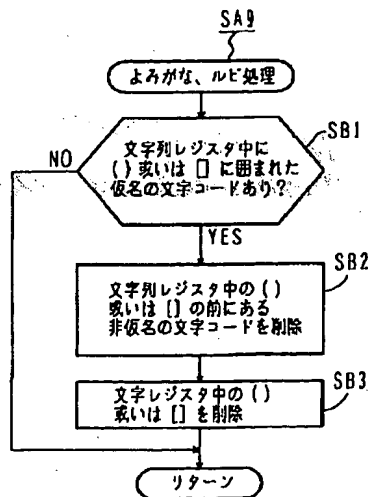 SA9
よみがな、ルビ処理
SB1
文字列レジスタ中に
()或いは[]に囲まれた
仮名の文字コードあり?
NO
YES
SB2
文字列レジスタ中の()
或いは[]の前にある
非仮名の文字コードを削除
SB3
文字レジスタ中の()
或いは[]を削除
リターン